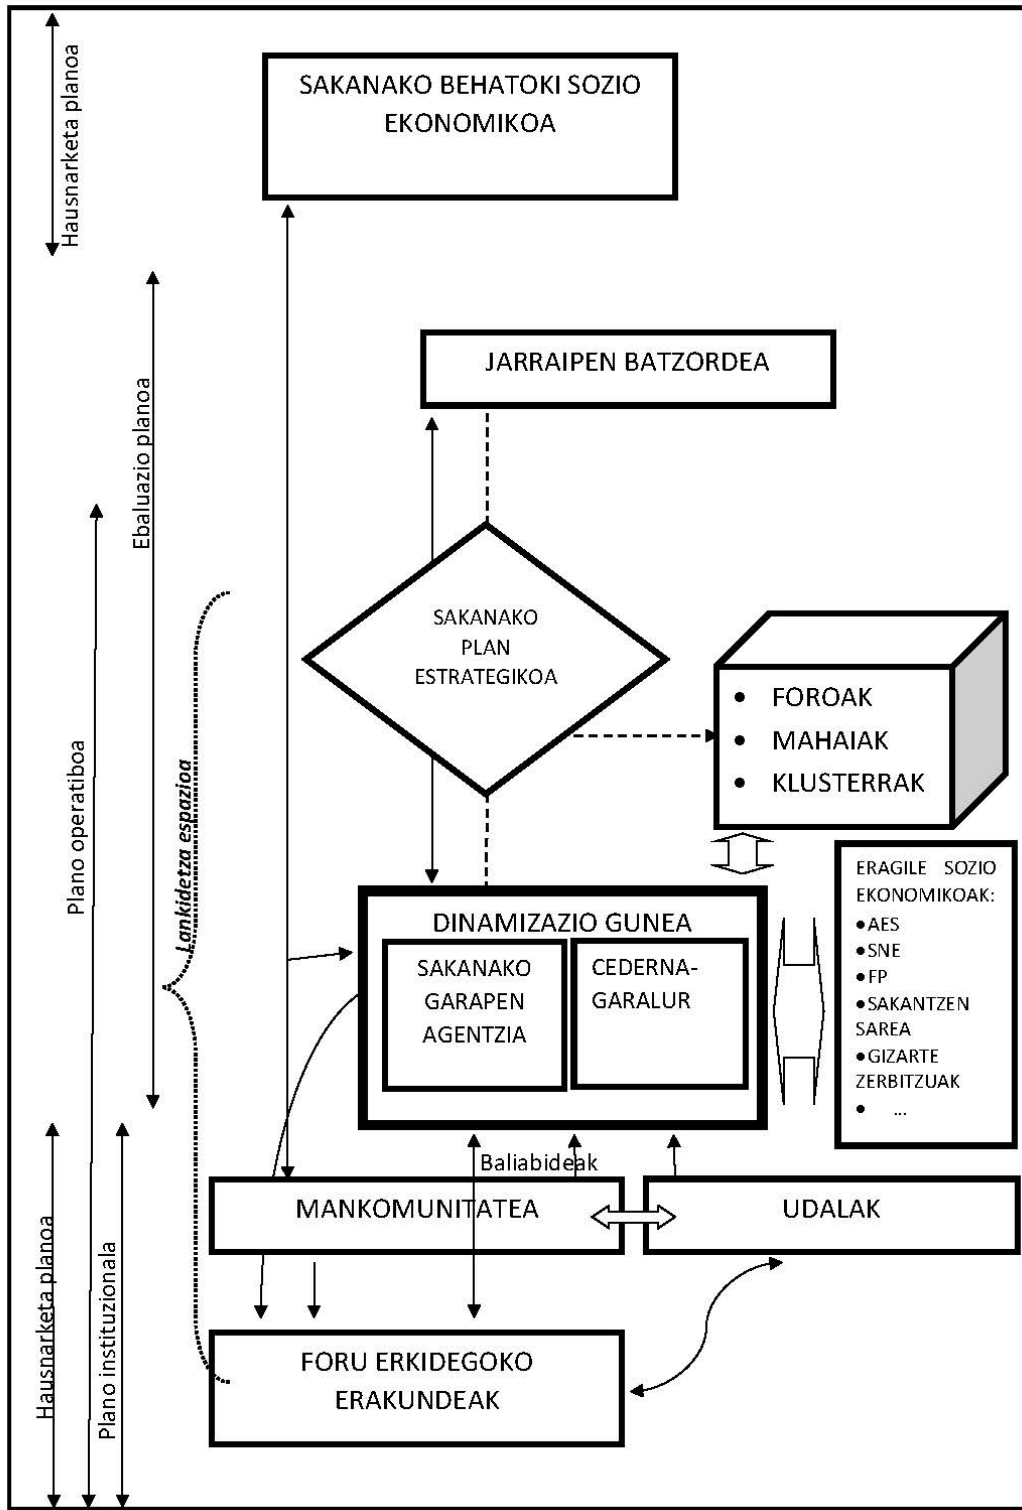 Hausnarketa planoa
SAKANAKO BEHATOKI SOZIO
EKONOMIKOA
Ebaluazio planoa
JARRAIPEN BATZORDEA
Plano operatiboa
Lankidetza espazioa
SAKANAKO
PLAN
ESTRATEGIKOA
• FOROAK
• MAHAIAK
• KLUSTERRAK
ERAGILE SOZIO
EKONOMIKOAK:
• AES
• SNE
• FP
• SAKANTZEN
SAREA
• GIZARTE
ZERBITZUAK
• ...
DINAMIZAZIO GUNEA
SAKANAKO
GARAPEN
AGENTZIA
CEDERNA-
GARALUR
Baliabideak
MANKOMUNITATEA
UDALAK
Hausnarketa planoa
Plano instituzionala
FORU ERKIDEGOKO
ERAKUNDEAK